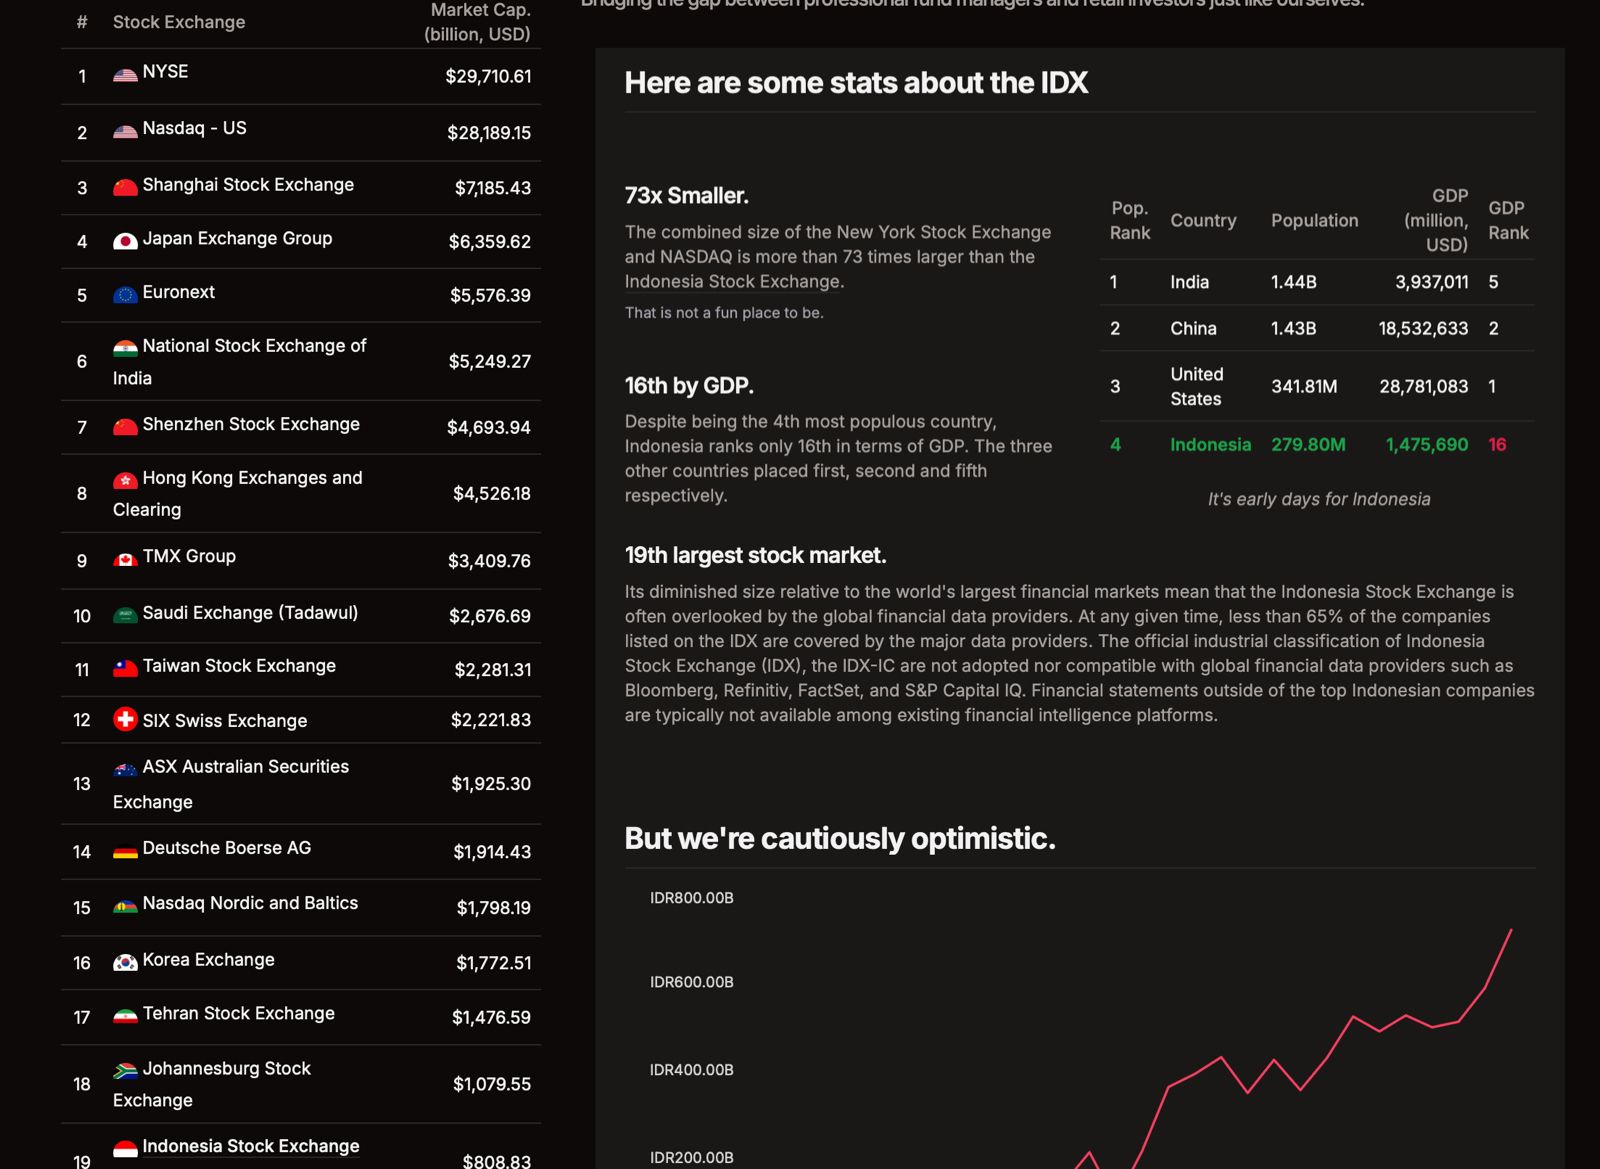 Bridging the gap between professional fund managers and retail investors just like ourselves.
# Stock Exchange Market Cap. (billion, USD)
1 NYSE $29,710.61
2 Nasdaq - US $28,189.15
3 Shanghai Stock Exchange $7,185.43
4 Japan Exchange Group $6,359.62
5 Euronext $5,576.39
6 National Stock Exchange of India $5,249.27
7 Shenzhen Stock Exchange $4,693.94
8 Hong Kong Exchanges and Clearing $4,526.18
9 TMX Group $3,409.76
10 Saudi Exchange (Tadawul) $2,676.69
11 Taiwan Stock Exchange $2,281.31
12 SIX Swiss Exchange $2,221.83
13 ASX Australian Securities Exchange $1,925.30
14 Deutsche Boerse AG $1,914.43
15 Nasdaq Nordic and Baltics $1,798.19
16 Korea Exchange $1,772.51
17 Tehran Stock Exchange $1,476.59
18 Johannesburg Stock Exchange $1,079.55
19 Indonesia Stock Exchange $808.83
Here are some stats about the IDX
73x Smaller.
The combined size of the New York Stock Exchange
and NASDAQ is more than 73 times larger than the
Indonesia Stock Exchange.
That is not a fun place to be.
16th by GDP.
Despite being the 4th most populous country,
Indonesia ranks only 16th in terms of GDP. The three
other countries placed first, second and fifth
respectively.
Pop. Rank Country Population GDP (million, USD) GDP Rank
1 India 1.44B 3,937,011 5
2 China 1.43B 18,532,633 2
3 United States 341.81M 28,781,083 1
4 Indonesia 279.80M 1,475,690 16
It's early days for Indonesia
19th largest stock market.
Its diminished size relative to the world's largest financial markets mean that the Indonesia Stock Exchange is
often overlooked by the global financial data providers. At any given time, less than 65% of the companies
listed on the IDX are covered by the major data providers. The official industrial classification of Indonesia
Stock Exchange (IDX), the IDX-IC are not adopted nor compatible with global financial data providers such as
Bloomberg, Refinitiv, FactSet, and S&P Capital IQ. Financial statements outside of the top Indonesian companies
are typically not available among existing financial intelligence platforms.
But we're cautiously optimistic.
IDR800.00B
IDR600.00B
IDR400.00B
IDR200.00B